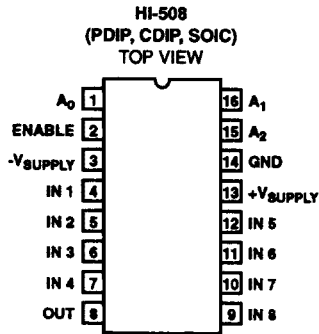 HI-508
(PDIP, CDIP, SOIC)
TOP VIEW
A0 1 16 A1
ENABLE 2 15 A2
-VSUPPLY 3 14 GND
IN 1 4 13 +VSUPPLY
IN 2 5 12 IN 5
IN 3 6 11 IN 6
IN 4 7 10 IN 7
OUT 8 9 IN 8